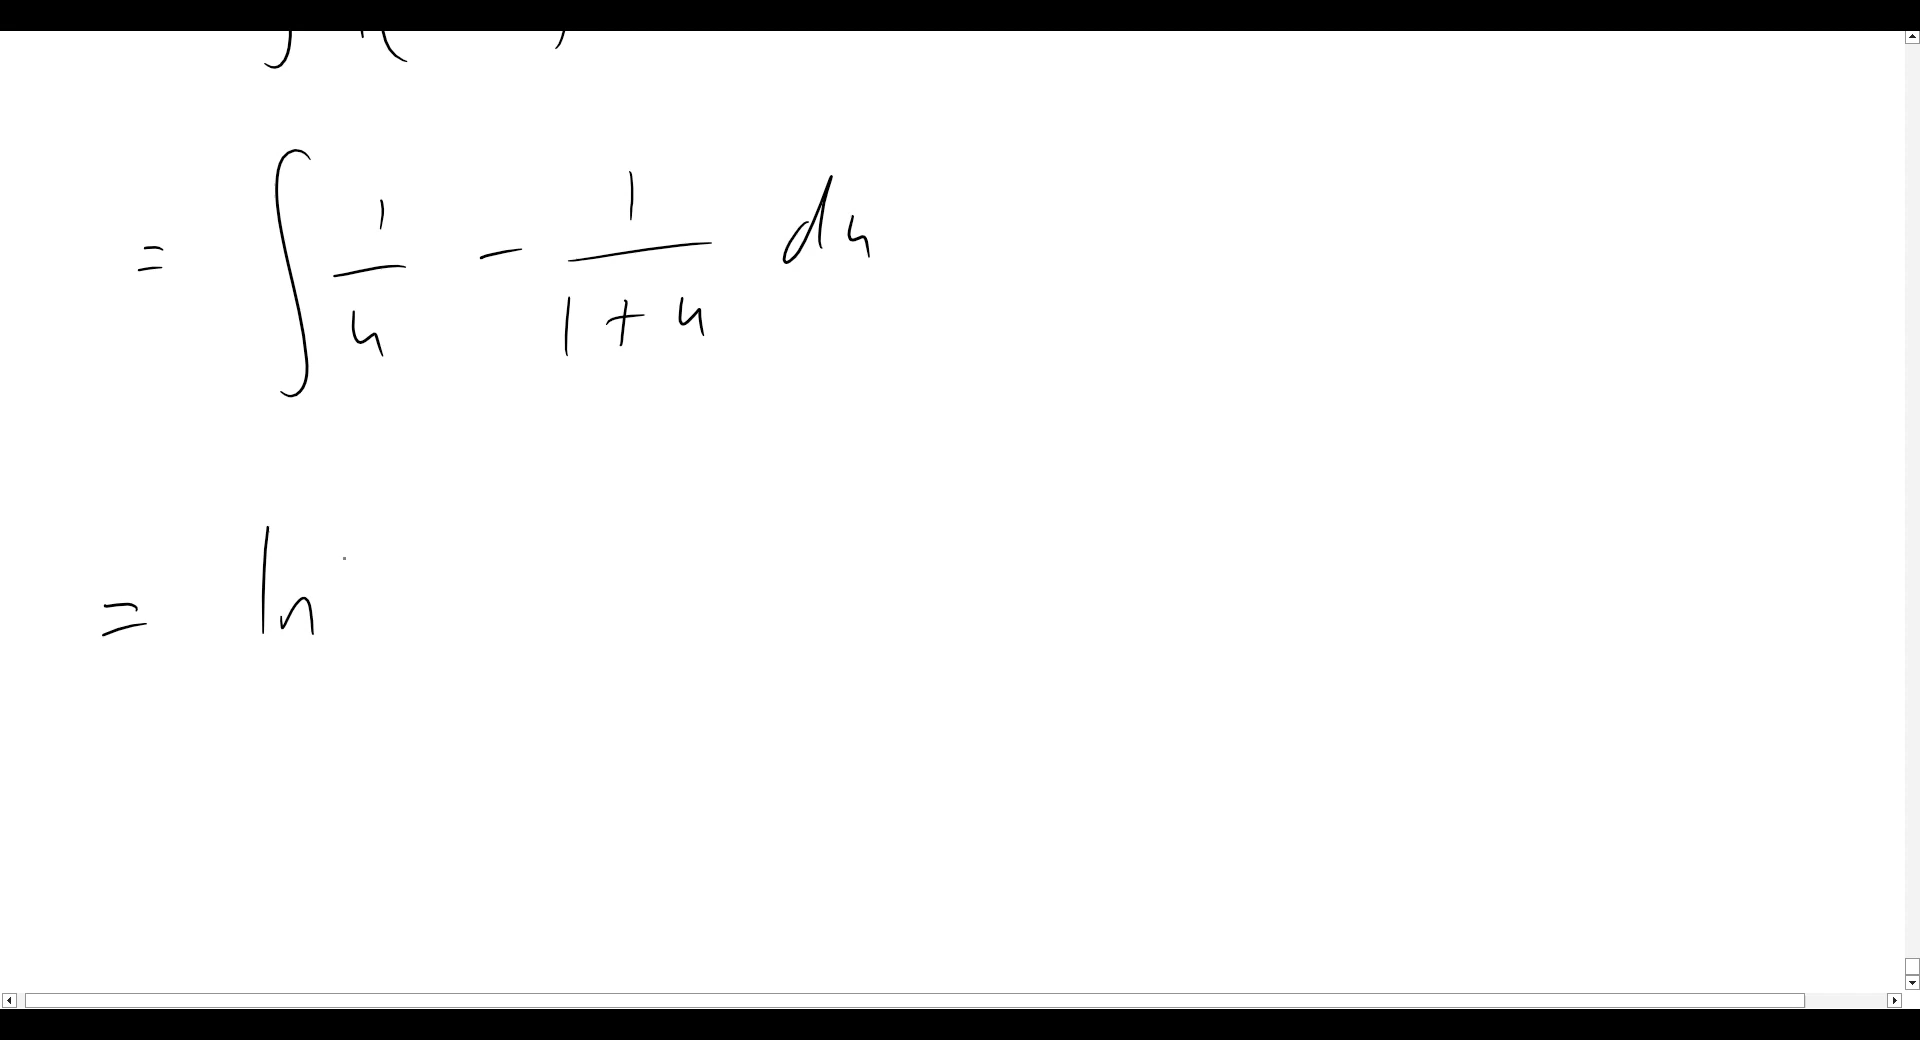 = ∫ 1/u - 1/(1+u) du
= ln